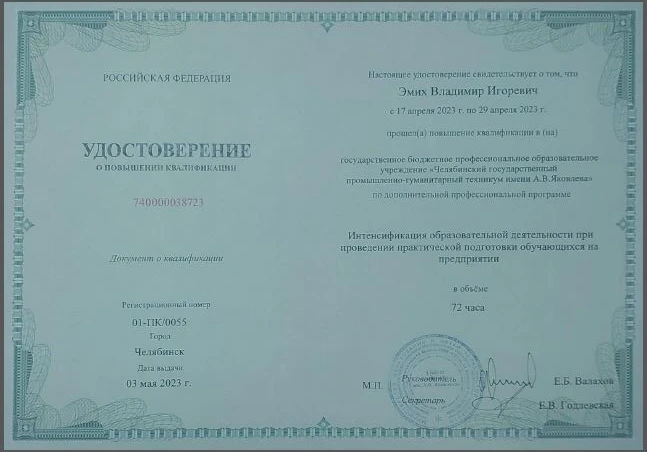 РОССИЙСКАЯ ФЕДЕРАЦИЯ
УДОСТОВЕРЕНИЕ
О ПОВЫШЕНИИ КВАЛИФИКАЦИИ
740000038723
Документ о квалификации
Регистрационный номер
01-ПК/0055
Город
Челябинск
Дата выдачи
03 мая 2023 г.
Настоящее удостоверение свидетельствует о том, что
Эмих Владимир Игоревич
с 17 апреля 2023 г. по 29 апреля 2023 г.
прошел(а) повышение квалификации в (на)
государственное бюджетное профессиональное образовательное
учреждение «Челябинский государственный
промышленно-гуманитарный техникум имени А.В.Яковлева»
по дополнительной профессиональной программе
Интенсификация образовательной деятельности при
проведении практической подготовки обучающихся на
предприятии
в объёме
72 часа
М.П.
Руководитель
Е.Б. Валахов
Секретарь
Е.В. Годлевская